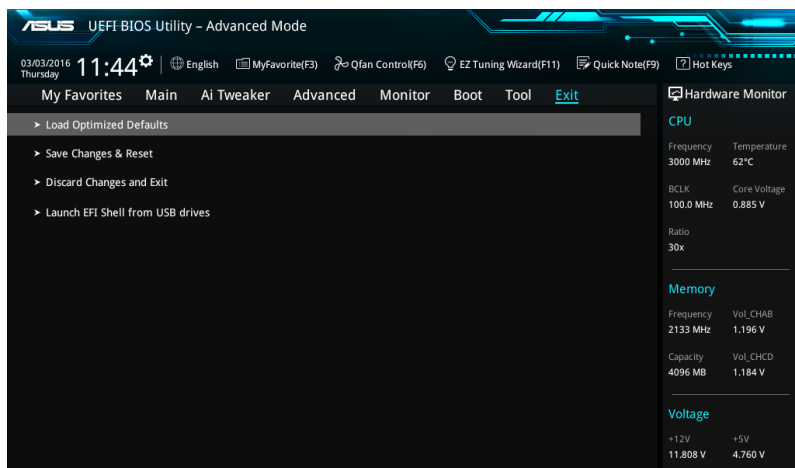 ASUS UEFI BIOS Utility – Advanced Mode
03/03/2016
Thursday
11:44
English
MyFavorite(F3)
Qfan Control(F6)
EZ Tuning Wizard(F11)
Quick Note(F9)
? Hot Keys
My Favorites Main Ai Tweaker Advanced Monitor Boot Tool Exit
Hardware Monitor
> Load Optimized Defaults
> Save Changes & Reset
> Discard Changes and Exit
> Launch EFI Shell from USB drives
CPU
Frequency Temperature
3000 MHz 62°C
BCLK Core Voltage
100.0 MHz 0.885 V
Ratio
30x
Memory
Frequency Vol_CHAB
2133 MHz 1.196 V
Capacity Vol_CHCD
4096 MB 1.184 V
Voltage
+12V +5V
11.808 V 4.760 V